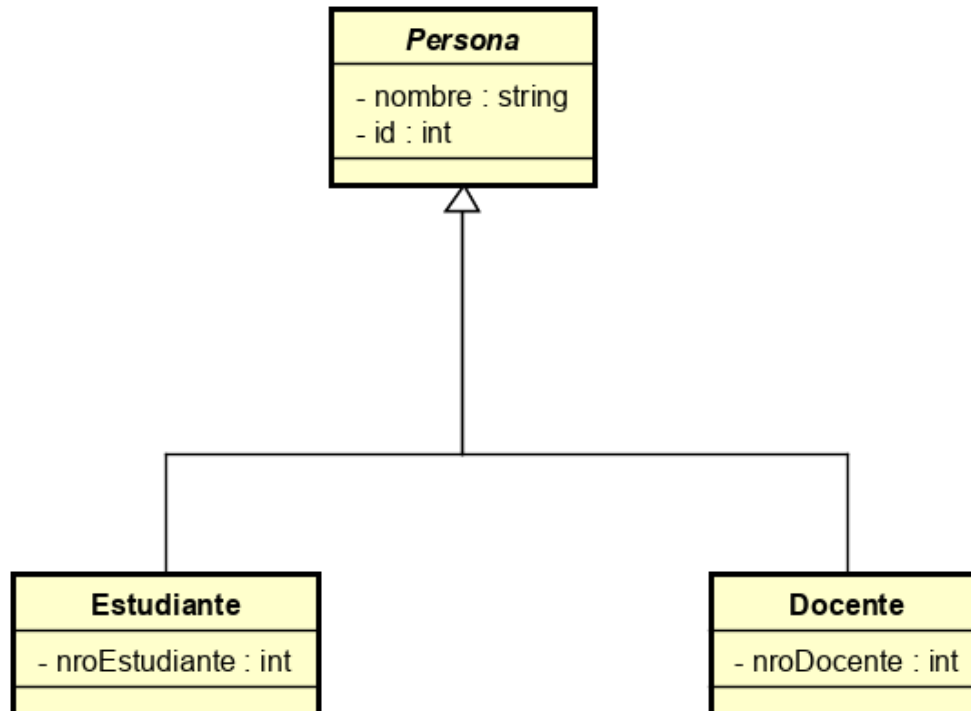 Persona
- nombre : string
- id : int
Estudiante
- nroEstudiante : int
Docente
- nroDocente : int